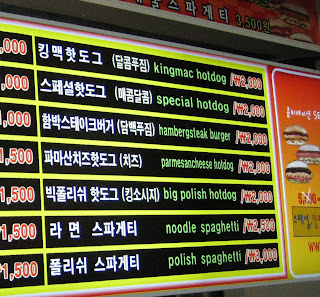 스파게티 3,500원
,000 킹맥핫도그 (달콤푸짐) kingmac hotdog /₩2,000
,000 스페셜핫도그 (매콤달콤) special hotdog /₩2,000
1,000 함박스테이크버거 (담백푸짐) hambergsteak burger /₩2,000
1,500 파마산치즈핫도그 (치즈) parmesancheese hotdog /₩2,000
1,500 빅폴리쉬 핫도그 (킹소시지) big polish hotdog /₩2,000
₩1,500 라면 스파게티 noodle spaghetti /₩2,500
₩1,500 폴리쉬 스파게티 polish spaghetti /₩3,000